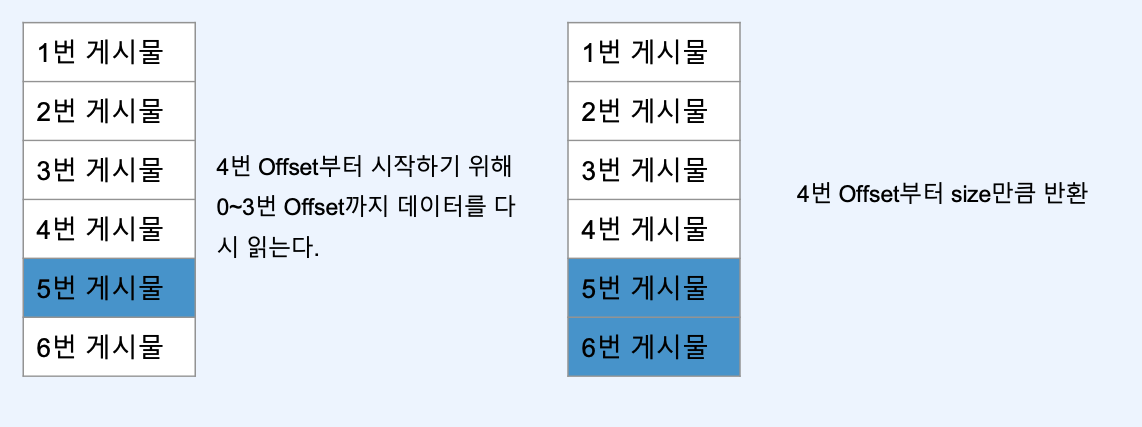 1번 게시물
2번 게시물
3번 게시물
4번 게시물
5번 게시물
6번 게시물
4번 Offset부터 시작하기 위해
0~3번 Offset까지 데이터를 다
시 읽는다.
1번 게시물
2번 게시물
3번 게시물
4번 게시물
5번 게시물
6번 게시물
4번 Offset부터 size만큼 반환